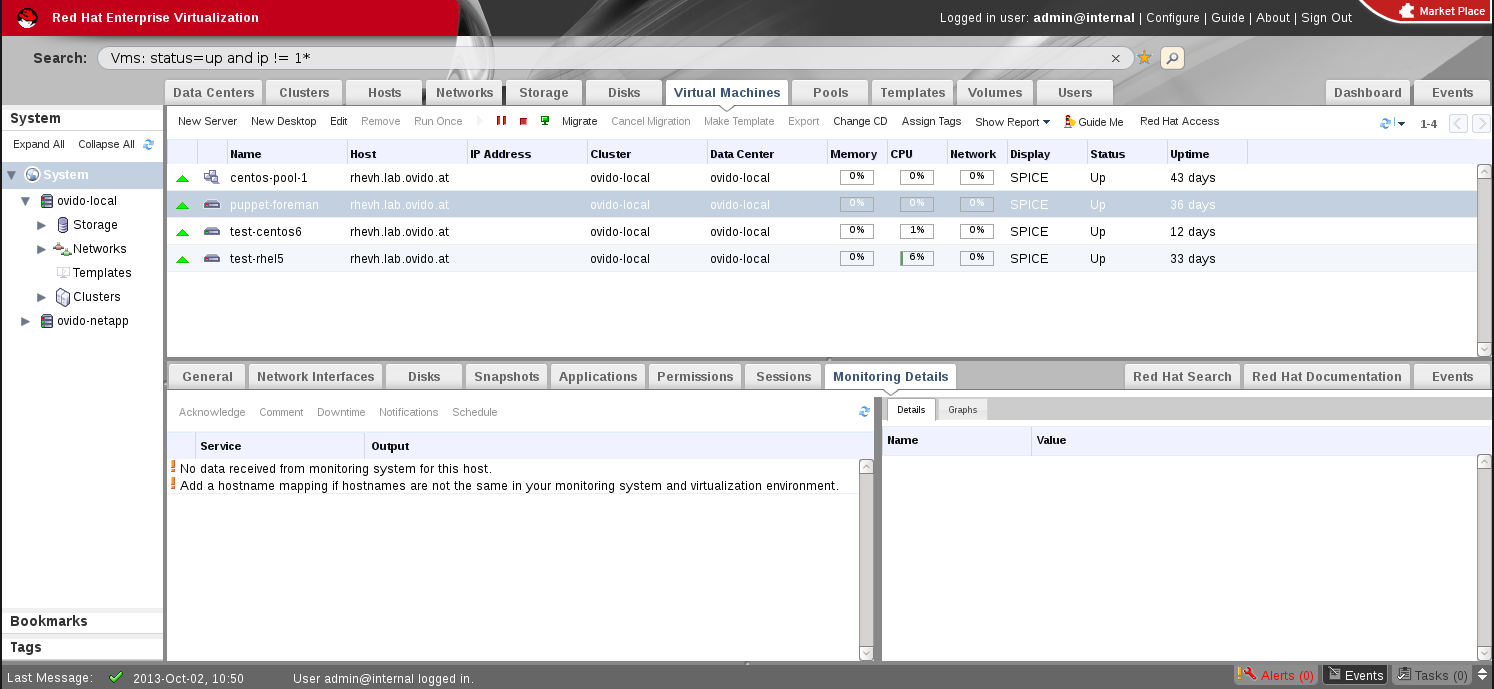 Red Hat Enterprise Virtualization
Logged in user: admin@internal | Configure | Guide | About | Sign Out
Market Place
Search: Vms: status=up and ip != 1*
Data Centers Clusters Hosts Networks Storage Disks Virtual Machines Pools Templates Volumes Users Dashboard Events
System
Expand All Collapse All
System
ovido-local
Storage
Networks
Templates
Clusters
ovido-netapp
Bookmarks
Tags
New Server New Desktop Edit Remove Run Once Migrate Cancel Migration Make Template Export Change CD Assign Tags Show Report Guide Me Red Hat Access 1-4
Name Host IP Address Cluster Data Center Memory CPU Network Display Status Uptime
centos-pool-1 rhevh.lab.ovido.at ovido-local ovido-local 0% 0% 0% SPICE Up 43 days
puppet-foreman rhevh.lab.ovido.at ovido-local ovido-local 0% 0% 0% SPICE Up 36 days
test-centos6 rhevh.lab.ovido.at ovido-local ovido-local 0% 1% 0% SPICE Up 12 days
test-rhel5 rhevh.lab.ovido.at ovido-local ovido-local 0% 6% 0% SPICE Up 33 days
General Network Interfaces Disks Snapshots Applications Permissions Sessions Monitoring Details Red Hat Search Red Hat Documentation Events
Acknowledge Comment Downtime Notifications Schedule
Service Output
No data received from monitoring system for this host.
Add a hostname mapping if hostnames are not the same in your monitoring system and virtualization environment.
Details Graphs
Name Value
Last Message: 2013-Oct-02, 10:50 User admin@internal logged in.
Alerts (0) Events Tasks (0)